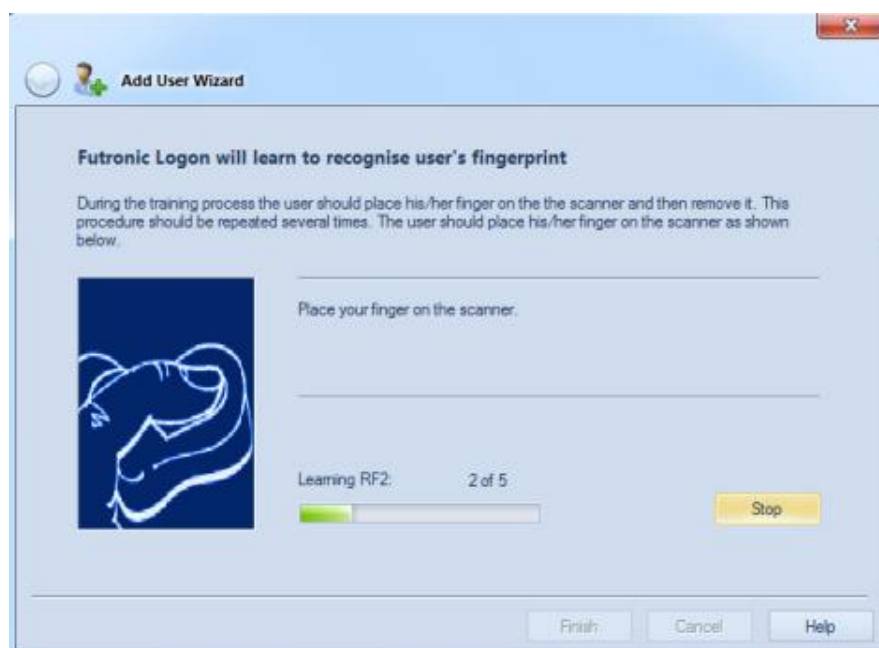 Add User Wizard
Futronic Logon will learn to recognise user's fingerprint
During the training process the user should place his/her finger on the the scanner and then remove it. This
procedure should be repeated several times. The user should place his/her finger on the scanner as shown
below.
Place your finger on the scanner.
Learning RF2: 2 of 5
Stop
Finish Cancel Help